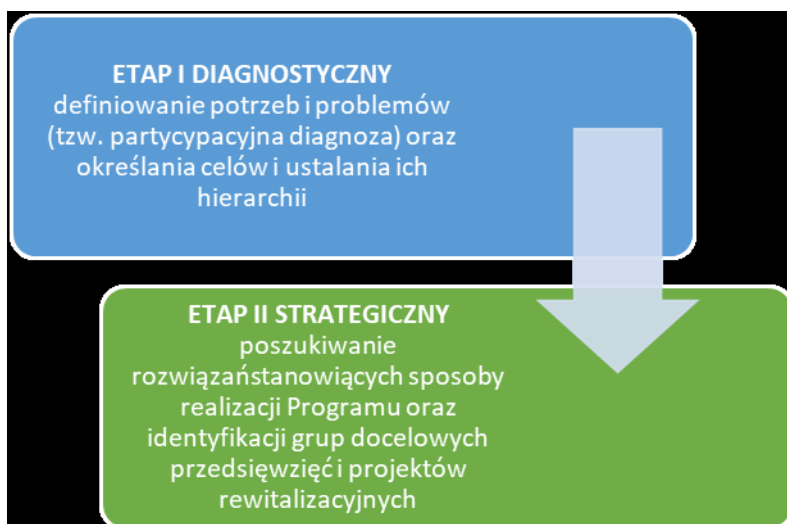 ETAP I DIAGNOSTYCZNY
definiowanie potrzeb i problemów
(tzw. partycypacyjna diagnoza) oraz
określania celów i ustalania ich
hierarchii
ETAP II STRATEGICZNY
poszukiwanie
rozwiązaństanowiących sposoby
realizacji Programu oraz
identyfikacji grup docelowych
przedsięwzięć i projektów
rewitalizacyjnych